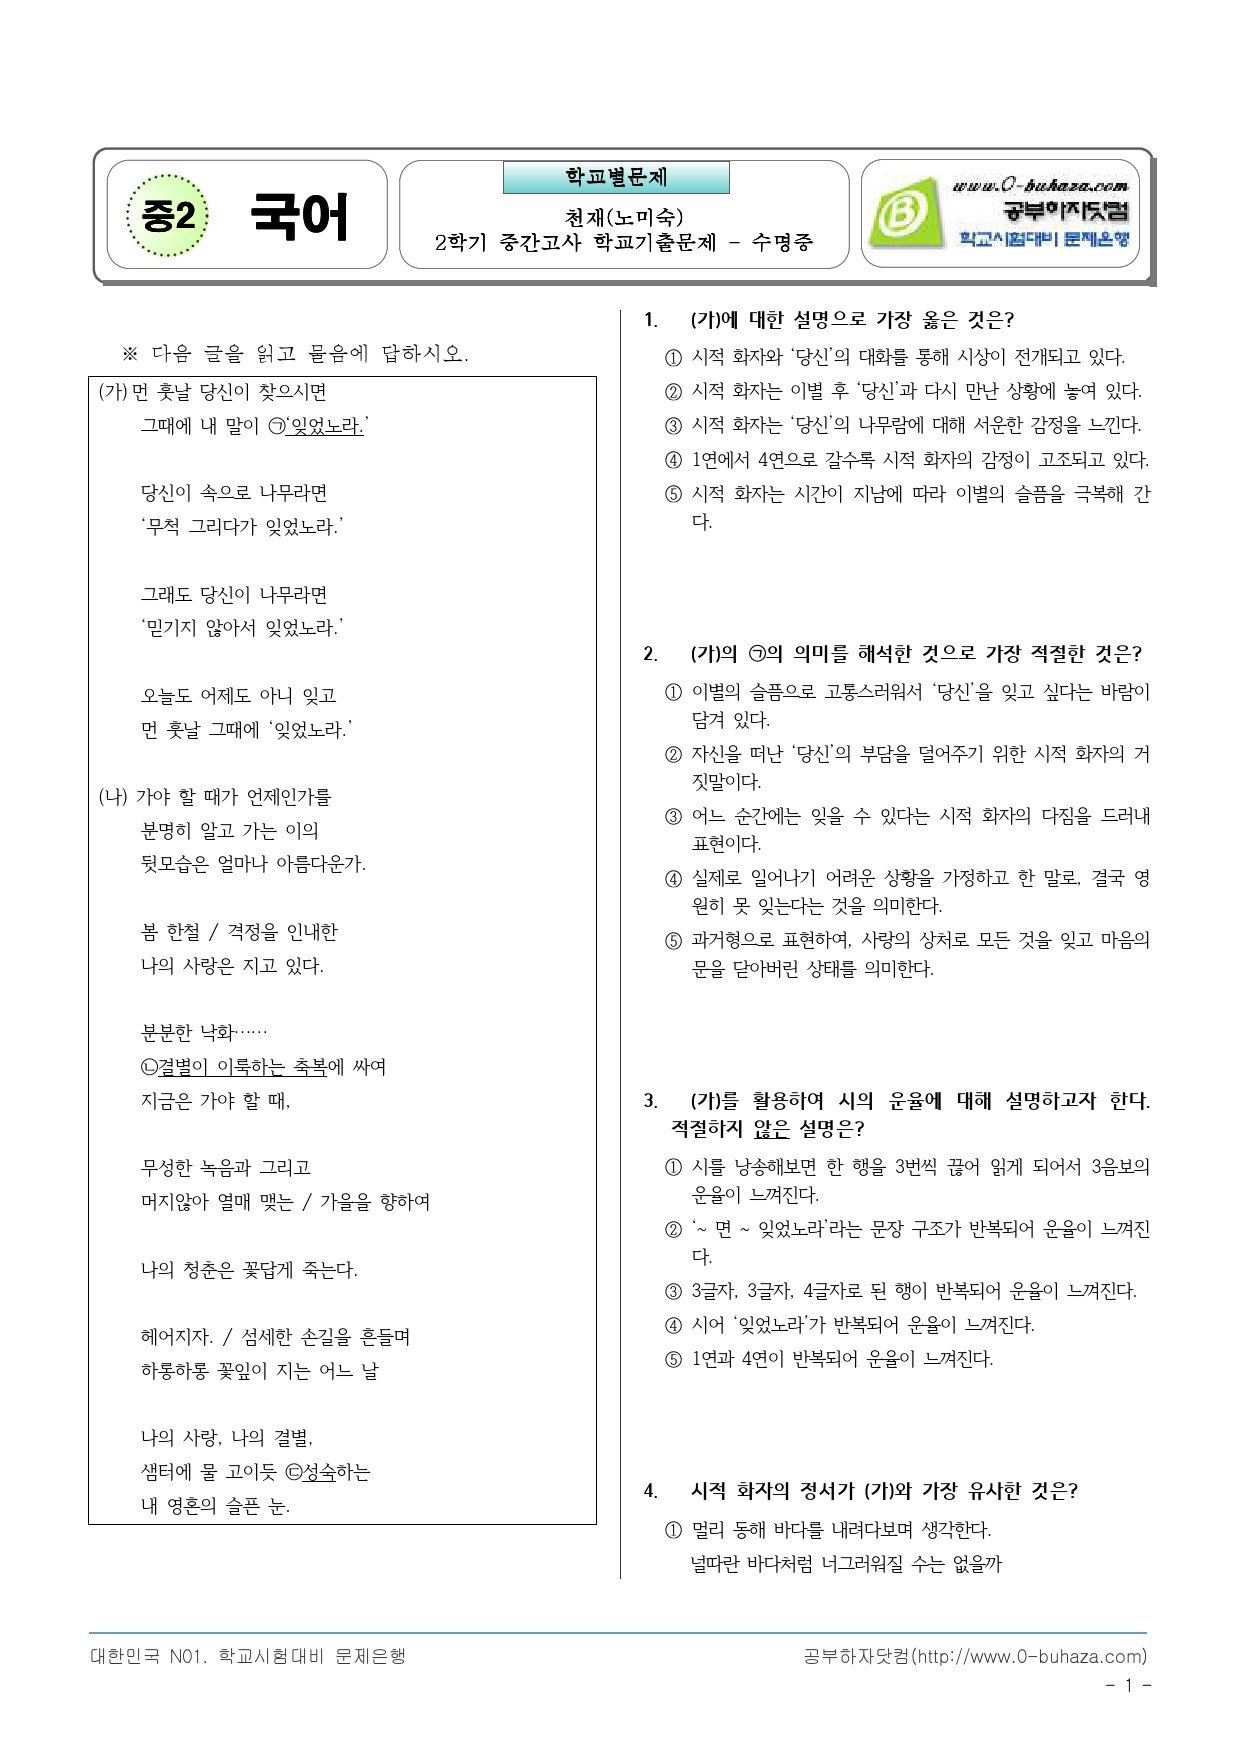 중2
국어
학교별문제
천재(노미숙)
2학기 중간고사 학교기출문제 - 수명중
www.0-buhaza.com
공부하자닷컴
학교시험대비 문제은행
※ 다음 글을 읽고 물음에 답하시오.
(가) 먼 훗날 당신이 찾으시면
그때에 내 말이 ㉠‘잊었노라.’
당신이 속으로 나무라면
‘무척 그리다가 잊었노라.’
그래도 당신이 나무라면
‘믿기지 않아서 잊었노라.’
오늘도 어제도 아니 잊고
먼 훗날 그때에 ‘잊었노라.’
(나) 가야 할 때가 언제인가를
분명히 알고 가는 이의
뒷모습은 얼마나 아름다운가.
봄 한철 / 격정을 인내한
나의 사랑은 지고 있다.
분분한 낙화……
㉡결별이 이룩하는 축복에 싸여
지금은 가야 할 때,
무성한 녹음과 그리고
머지않아 열매 맺는 / 가을을 향하여
나의 청춘은 꽃답게 죽는다.
헤어지자. / 섬세한 손길을 흔들며
하롱하롱 꽃잎이 지는 어느 날
나의 사랑, 나의 결별,
샘터에 물 고이듯 ㉢성숙하는
내 영혼의 슬픈 눈.
1. (가)에 대한 설명으로 가장 옳은 것은?
① 시적 화자와 ‘당신’의 대화를 통해 시상이 전개되고 있다.
② 시적 화자는 이별 후 ‘당신’과 다시 만난 상황에 놓여 있다.
③ 시적 화자는 ‘당신’의 나무람에 대해 서운한 감정을 느낀다.
④ 1연에서 4연으로 갈수록 시적 화자의 감정이 고조되고 있다.
⑤ 시적 화자는 시간이 지남에 따라 이별의 슬픔을 극복해 간
다.
2. (가)의 ㉠의 의미를 해석한 것으로 가장 적절한 것은?
① 이별의 슬픔으로 고통스러워서 ‘당신’을 잊고 싶다는 바람이
담겨 있다.
② 자신을 떠난 ‘당신’의 부담을 덜어주기 위한 시적 화자의 거
짓말이다.
③ 어느 순간에는 잊을 수 있다는 시적 화자의 다짐을 드러내
표현이다.
④ 실제로 일어나기 어려운 상황을 가정하고 한 말로, 결국 영
원히 못 잊는다는 것을 의미한다.
⑤ 과거형으로 표현하여, 사랑의 상처로 모든 것을 잊고 마음의
문을 닫아버린 상태를 의미한다.
3. (가)를 활용하여 시의 운율에 대해 설명하고자 한다.
적절하지 않은 설명은?
① 시를 낭송해보면 한 행을 3번씩 끊어 읽게 되어서 3음보의
운율이 느껴진다.
② ‘~ 면 ~ 잊었노라’라는 문장 구조가 반복되어 운율이 느껴진
다.
③ 3글자, 3글자, 4글자로 된 행이 반복되어 운율이 느껴진다.
④ 시어 ‘잊었노라’가 반복되어 운율이 느껴진다.
⑤ 1연과 4연이 반복되어 운율이 느껴진다.
4. 시적 화자의 정서가 (가)와 가장 유사한 것은?
① 멀리 동해 바다를 내려다보며 생각한다.
널따란 바다처럼 너그러워질 수는 없을까
대한민국 N01. 학교시험대비 문제은행
공부하자닷컴(http://www.0-buhaza.com)
- 1 -